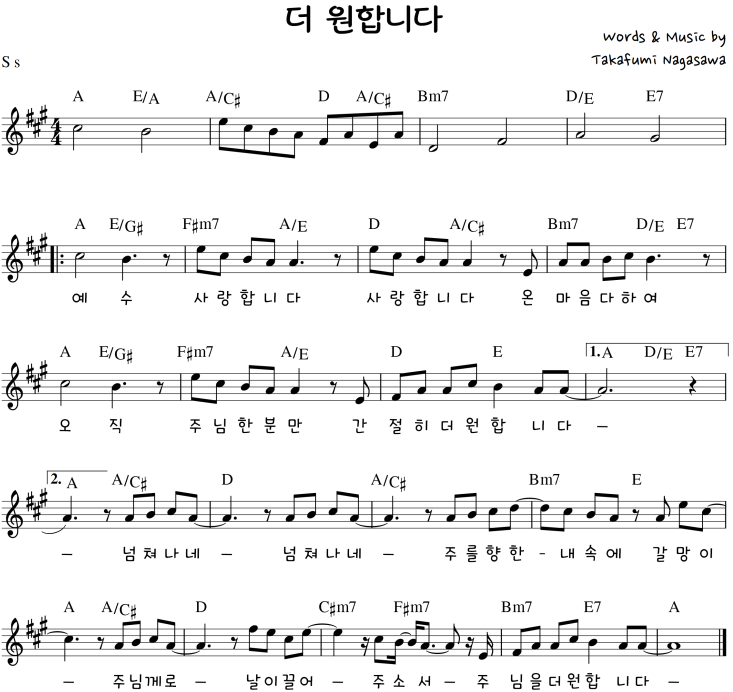 더 원합니다
Words & Music by
Takafumi Nagasawa
S s
A E/A A/C♯ D A/C♯ Bm7 D/E E7
4/4
A E/G♯ F♯m7 A/E D A/C♯ Bm7 D/E E7
예 수 사 랑 합 니 다 사 랑 합 니 다 온 마 음 다 하 여
A E/G♯ F♯m7 A/E D E 1. A D/E E7
오 직 주 님 한 분 만 간 절 히 더 원 합 니 다 –
2. A A/C♯ D A/C♯ Bm7 E
– 넘 쳐 나 네 – 넘 쳐 나 네 – 주 를 향 한 - 내 속 에 갈 망 이
A A/C♯ D C♯m7 F♯m7 Bm7 E7 A
– 주 님 께 로 – 날 이 끌 어 – 주 소 서 – 주 님 을 더 원 합 니 다 –